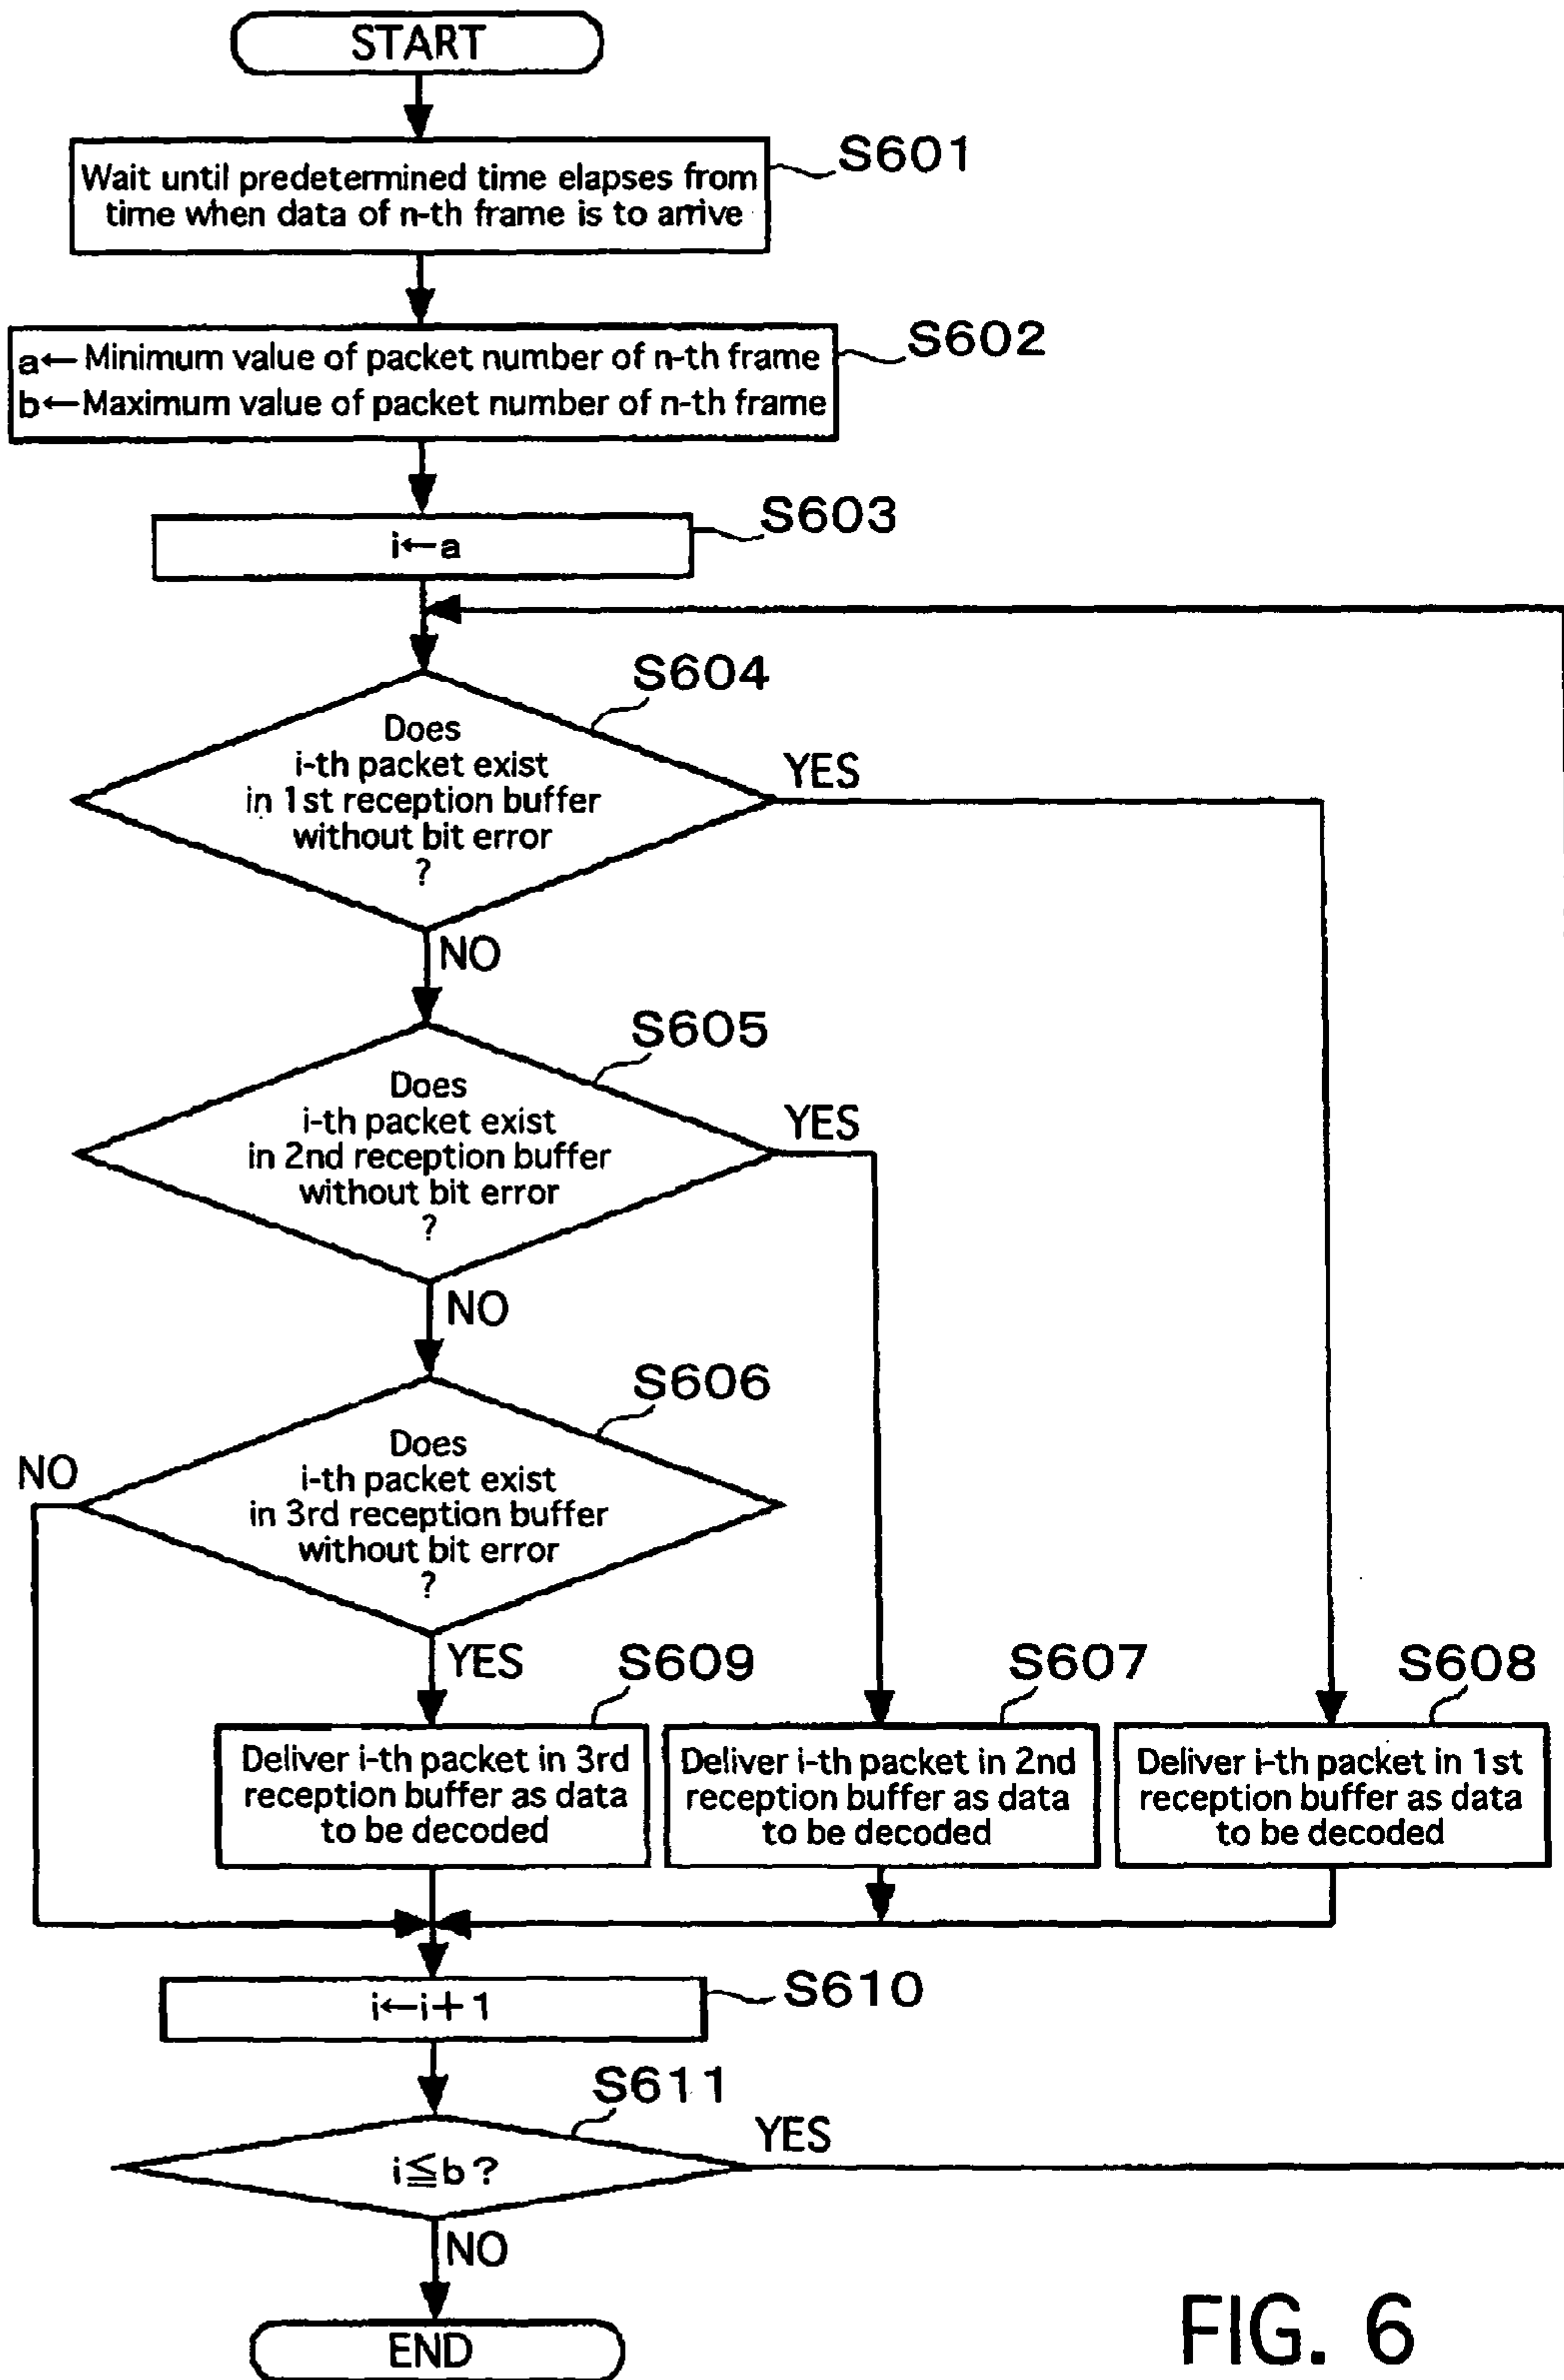 START
S601
Wait until predetermined time elapses from
time when data of n-th frame is to arrive
S602
a←Minimum value of packet number of n-th frame
b←Maximum value of packet number of n-th frame
S603
i←a
S604
Does
i-th packet exist
in 1st reception buffer
without bit error
?
YES
NO
S605
Does
i-th packet exist
in 2nd reception buffer
without bit error
?
YES
NO
S606
Does
i-th packet exist
in 3rd reception buffer
without bit error
?
NO
YES
S609
Deliver i-th packet in 3rd
reception buffer as data
to be decoded
S607
Deliver i-th packet in 2nd
reception buffer as data
to be decoded
S608
Deliver i-th packet in 1st
reception buffer as data
to be decoded
S610
i←i+1
S611
i≦b?
YES
NO
END
FIG. 6